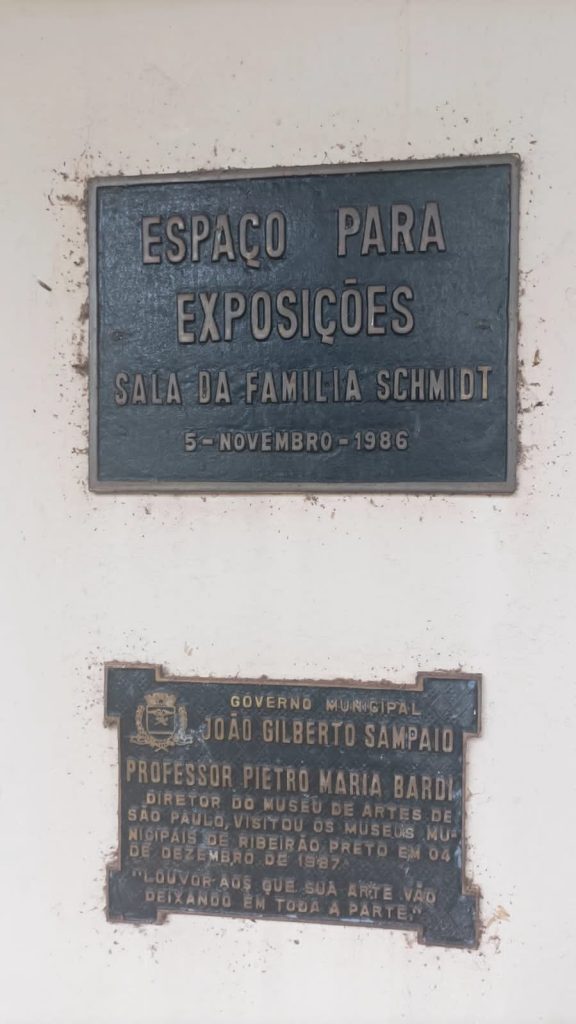 ESPAÇO PARA
EXPOSIÇÕES
SALA DA FAMILIA SCHMIDT
5-NOVEMBRO-1986
GOVERNO MUNICIPAL
JOÃO GILBERTO SAMPAIO
PROFESSOR PIETRO MARIA BARDI
DIRETOR DO MUSEU DE ARTES DE
SÃO PAULO, VISITOU OS MUSEUS MU-
NICIPAIS DE RIBEIRÃO PRETO EM 04
DE DEZEMBRO DE 1987
"LOUVOR AOS QUE SUA ARTE VÃO
DEIXANDO EM TODA A PARTE."